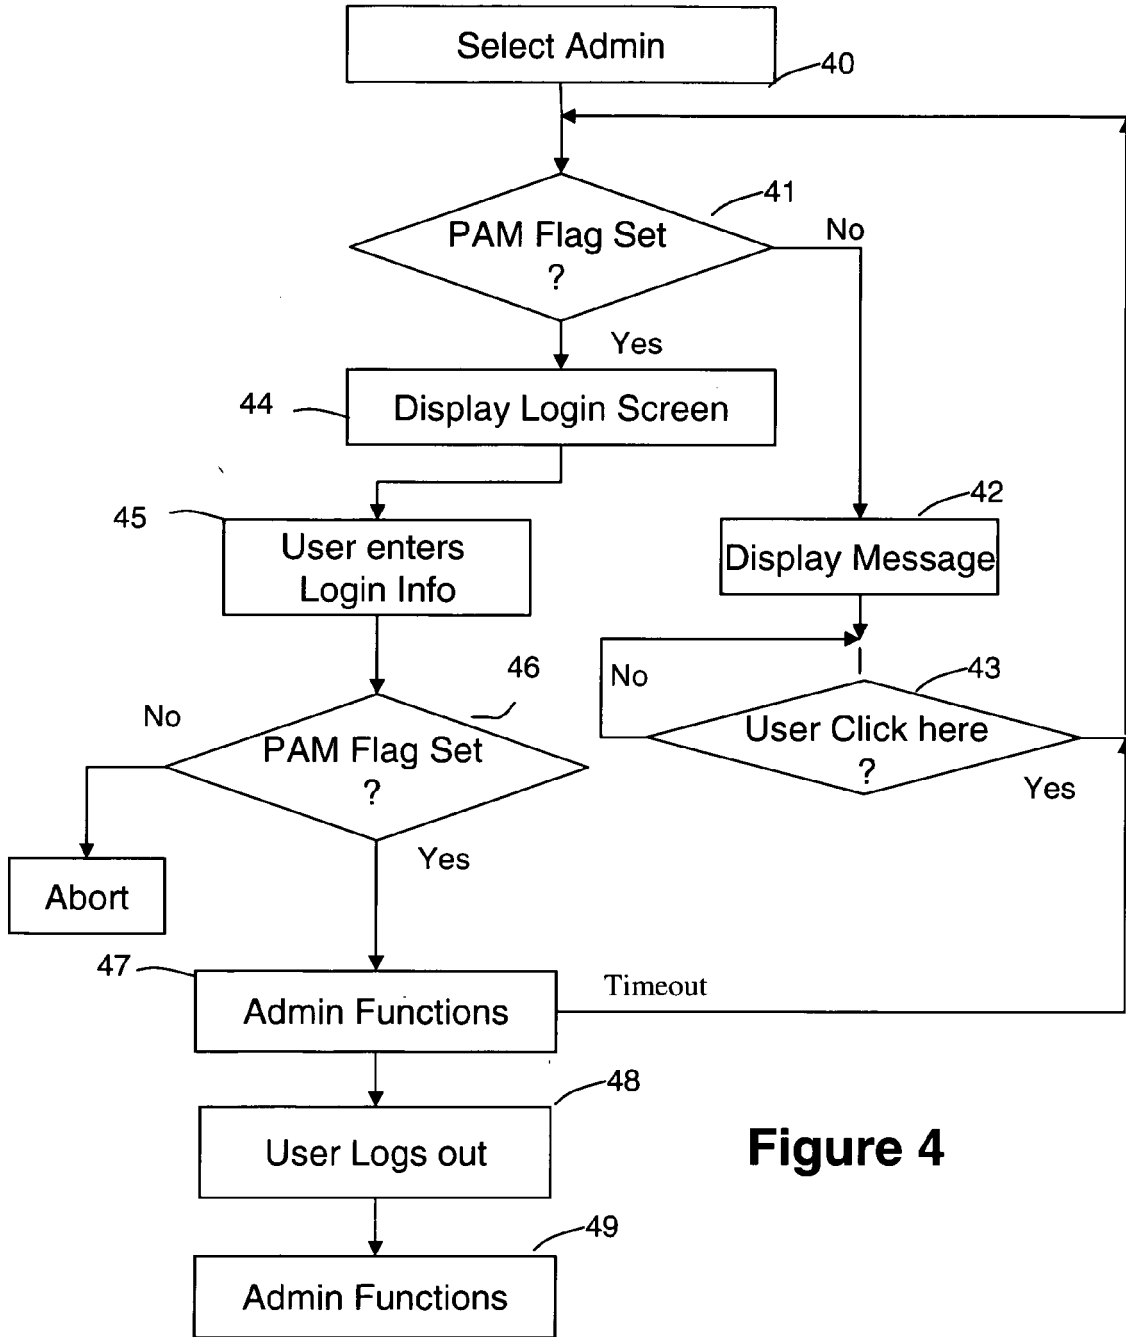 Select Admin
40
41
PAM Flag Set
?
No
Yes
44
Display Login Screen
45
User enters
Login Info
42
Display Message
46
No
PAM Flag Set
?
Yes
No
43
User Click here
?
Yes
Abort
47
Admin Functions
Timeout
48
User Logs out
Figure 4
49
Admin Functions